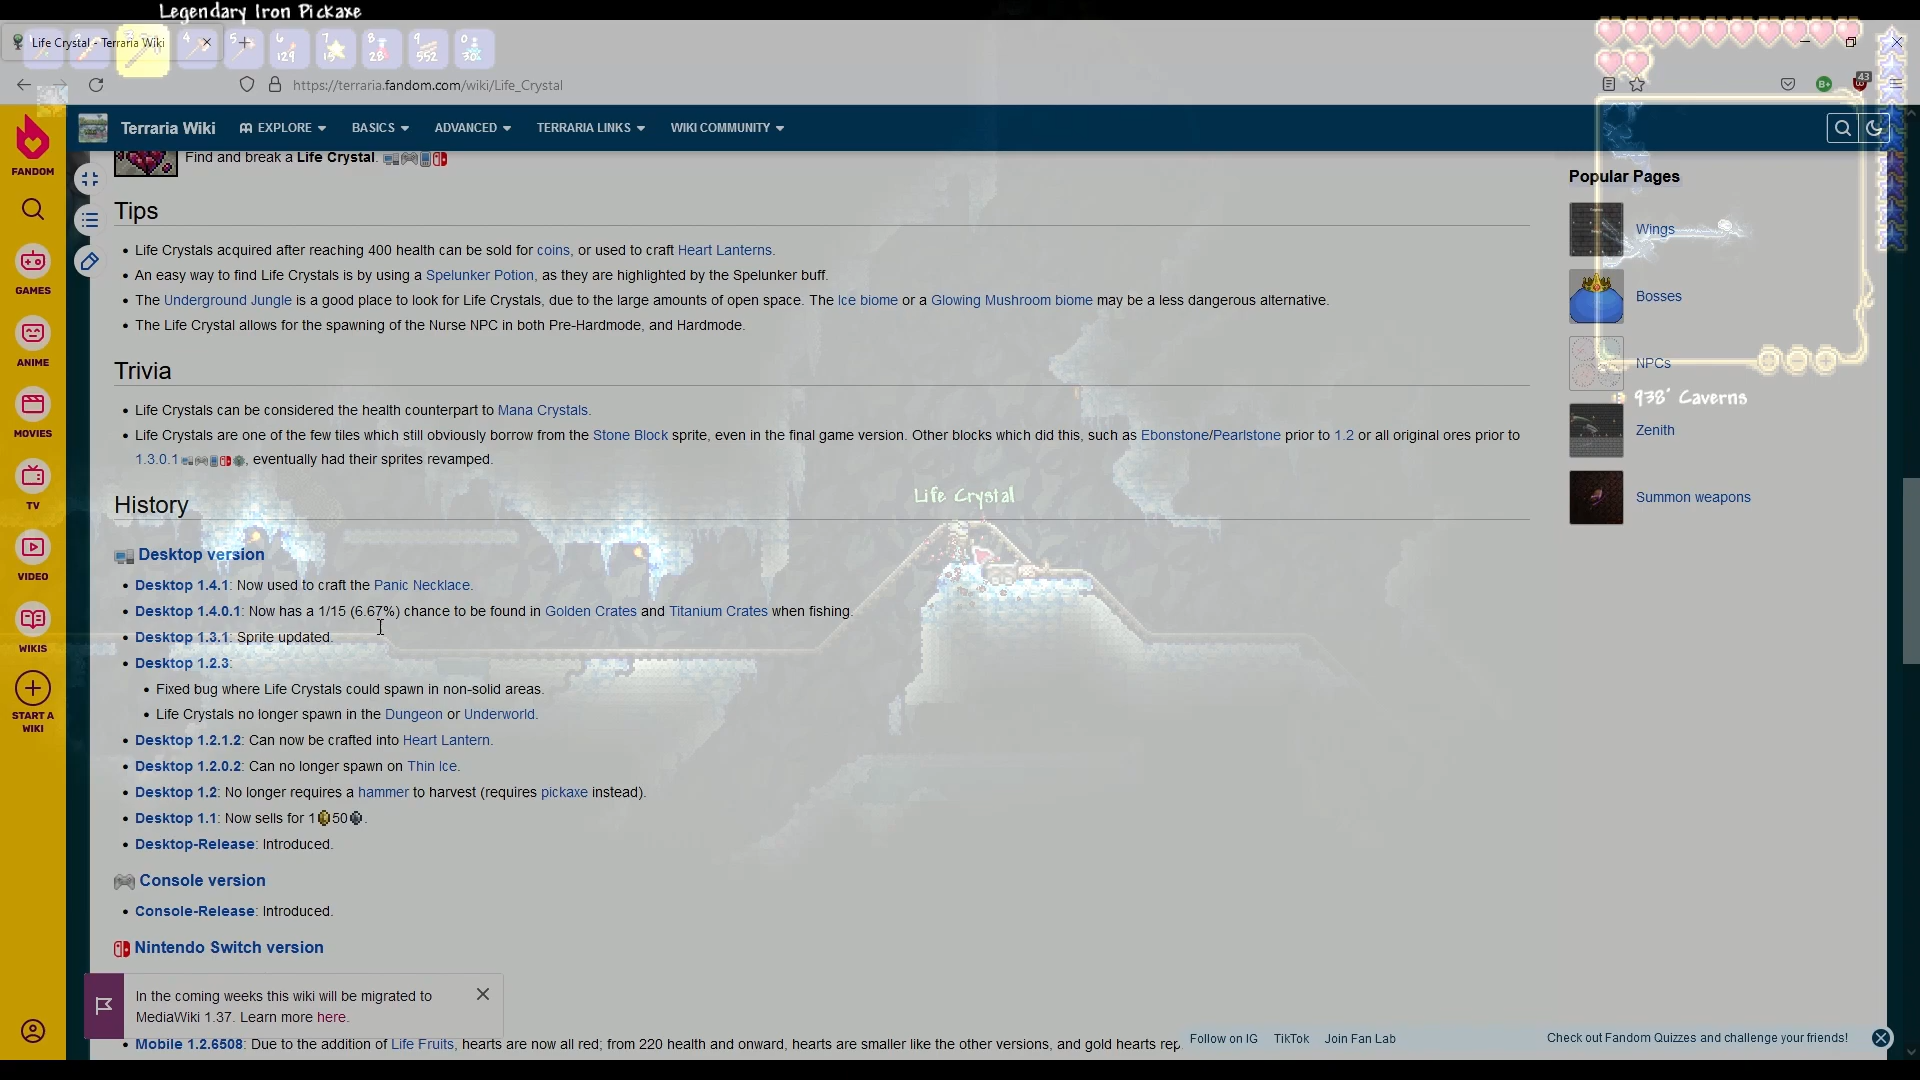 Legendary Iron Pickaxe
Life Crystal - Terraria Wiki
4 5 6 7 8 9 0
129 15 28 552
https://terraria.fandom.com/wiki/Life_Crystal
43
FANDOM
Terraria Wiki EXPLORE BASICS ADVANCED TERRARIA LINKS WIKI COMMUNITY
Find and break a Life Crystal.
Tips
Life Crystals acquired after reaching 400 health can be sold for coins, or used to craft Heart Lanterns.
An easy way to find Life Crystals is by using a Spelunker Potion, as they are highlighted by the Spelunker buff.
The Underground Jungle is a good place to look for Life Crystals, due to the large amounts of open space. The Ice biome or a Glowing Mushroom biome may be a less dangerous alternative.
The Life Crystal allows for the spawning of the Nurse NPC in both Pre-Hardmode, and Hardmode.
Trivia
Life Crystals can be considered the health counterpart to Mana Crystals.
Life Crystals are one of the few tiles which still obviously borrow from the Stone Block sprite, even in the final game version. Other blocks which did this, such as Ebonstone/Pearlstone prior to 1.2 or all original ores prior to
1.3.0.1, eventually had their sprites revamped.
History
Life Crystal
Desktop version
Desktop 1.4.1: Now used to craft the Panic Necklace.
Desktop 1.4.0.1: Now has a 1/15 (6.67%) chance to be found in Golden Crates and Titanium Crates when fishing.
Desktop 1.3.1: Sprite updated.
Desktop 1.2.3:
Fixed bug where Life Crystals could spawn in non-solid areas.
Life Crystals no longer spawn in the Dungeon or Underworld.
Desktop 1.2.1.2: Can now be crafted into Heart Lantern.
Desktop 1.2.0.2: Can no longer spawn on Thin Ice.
Desktop 1.2: No longer requires a hammer to harvest (requires pickaxe instead).
Desktop 1.1: Now sells for 1 50.
Desktop-Release: Introduced.
Console version
Console-Release: Introduced.
Nintendo Switch version
In the coming weeks this wiki will be migrated to
MediaWiki 1.37. Learn more here.
Mobile 1.2.6508: Due to the addition of Life Fruits, hearts are now all red; from 220 health and onward, hearts are smaller like the other versions, and gold hearts rep
GAMES
ANIME
MOVIES
TV
VIDEO
WIKIS
START A
WIKI
Popular Pages
Wings
Bosses
NPCs
938' Caverns
Zenith
Summon weapons
Follow on IG TikTok Join Fan Lab
Check out Fandom Quizzes and challenge your friends!